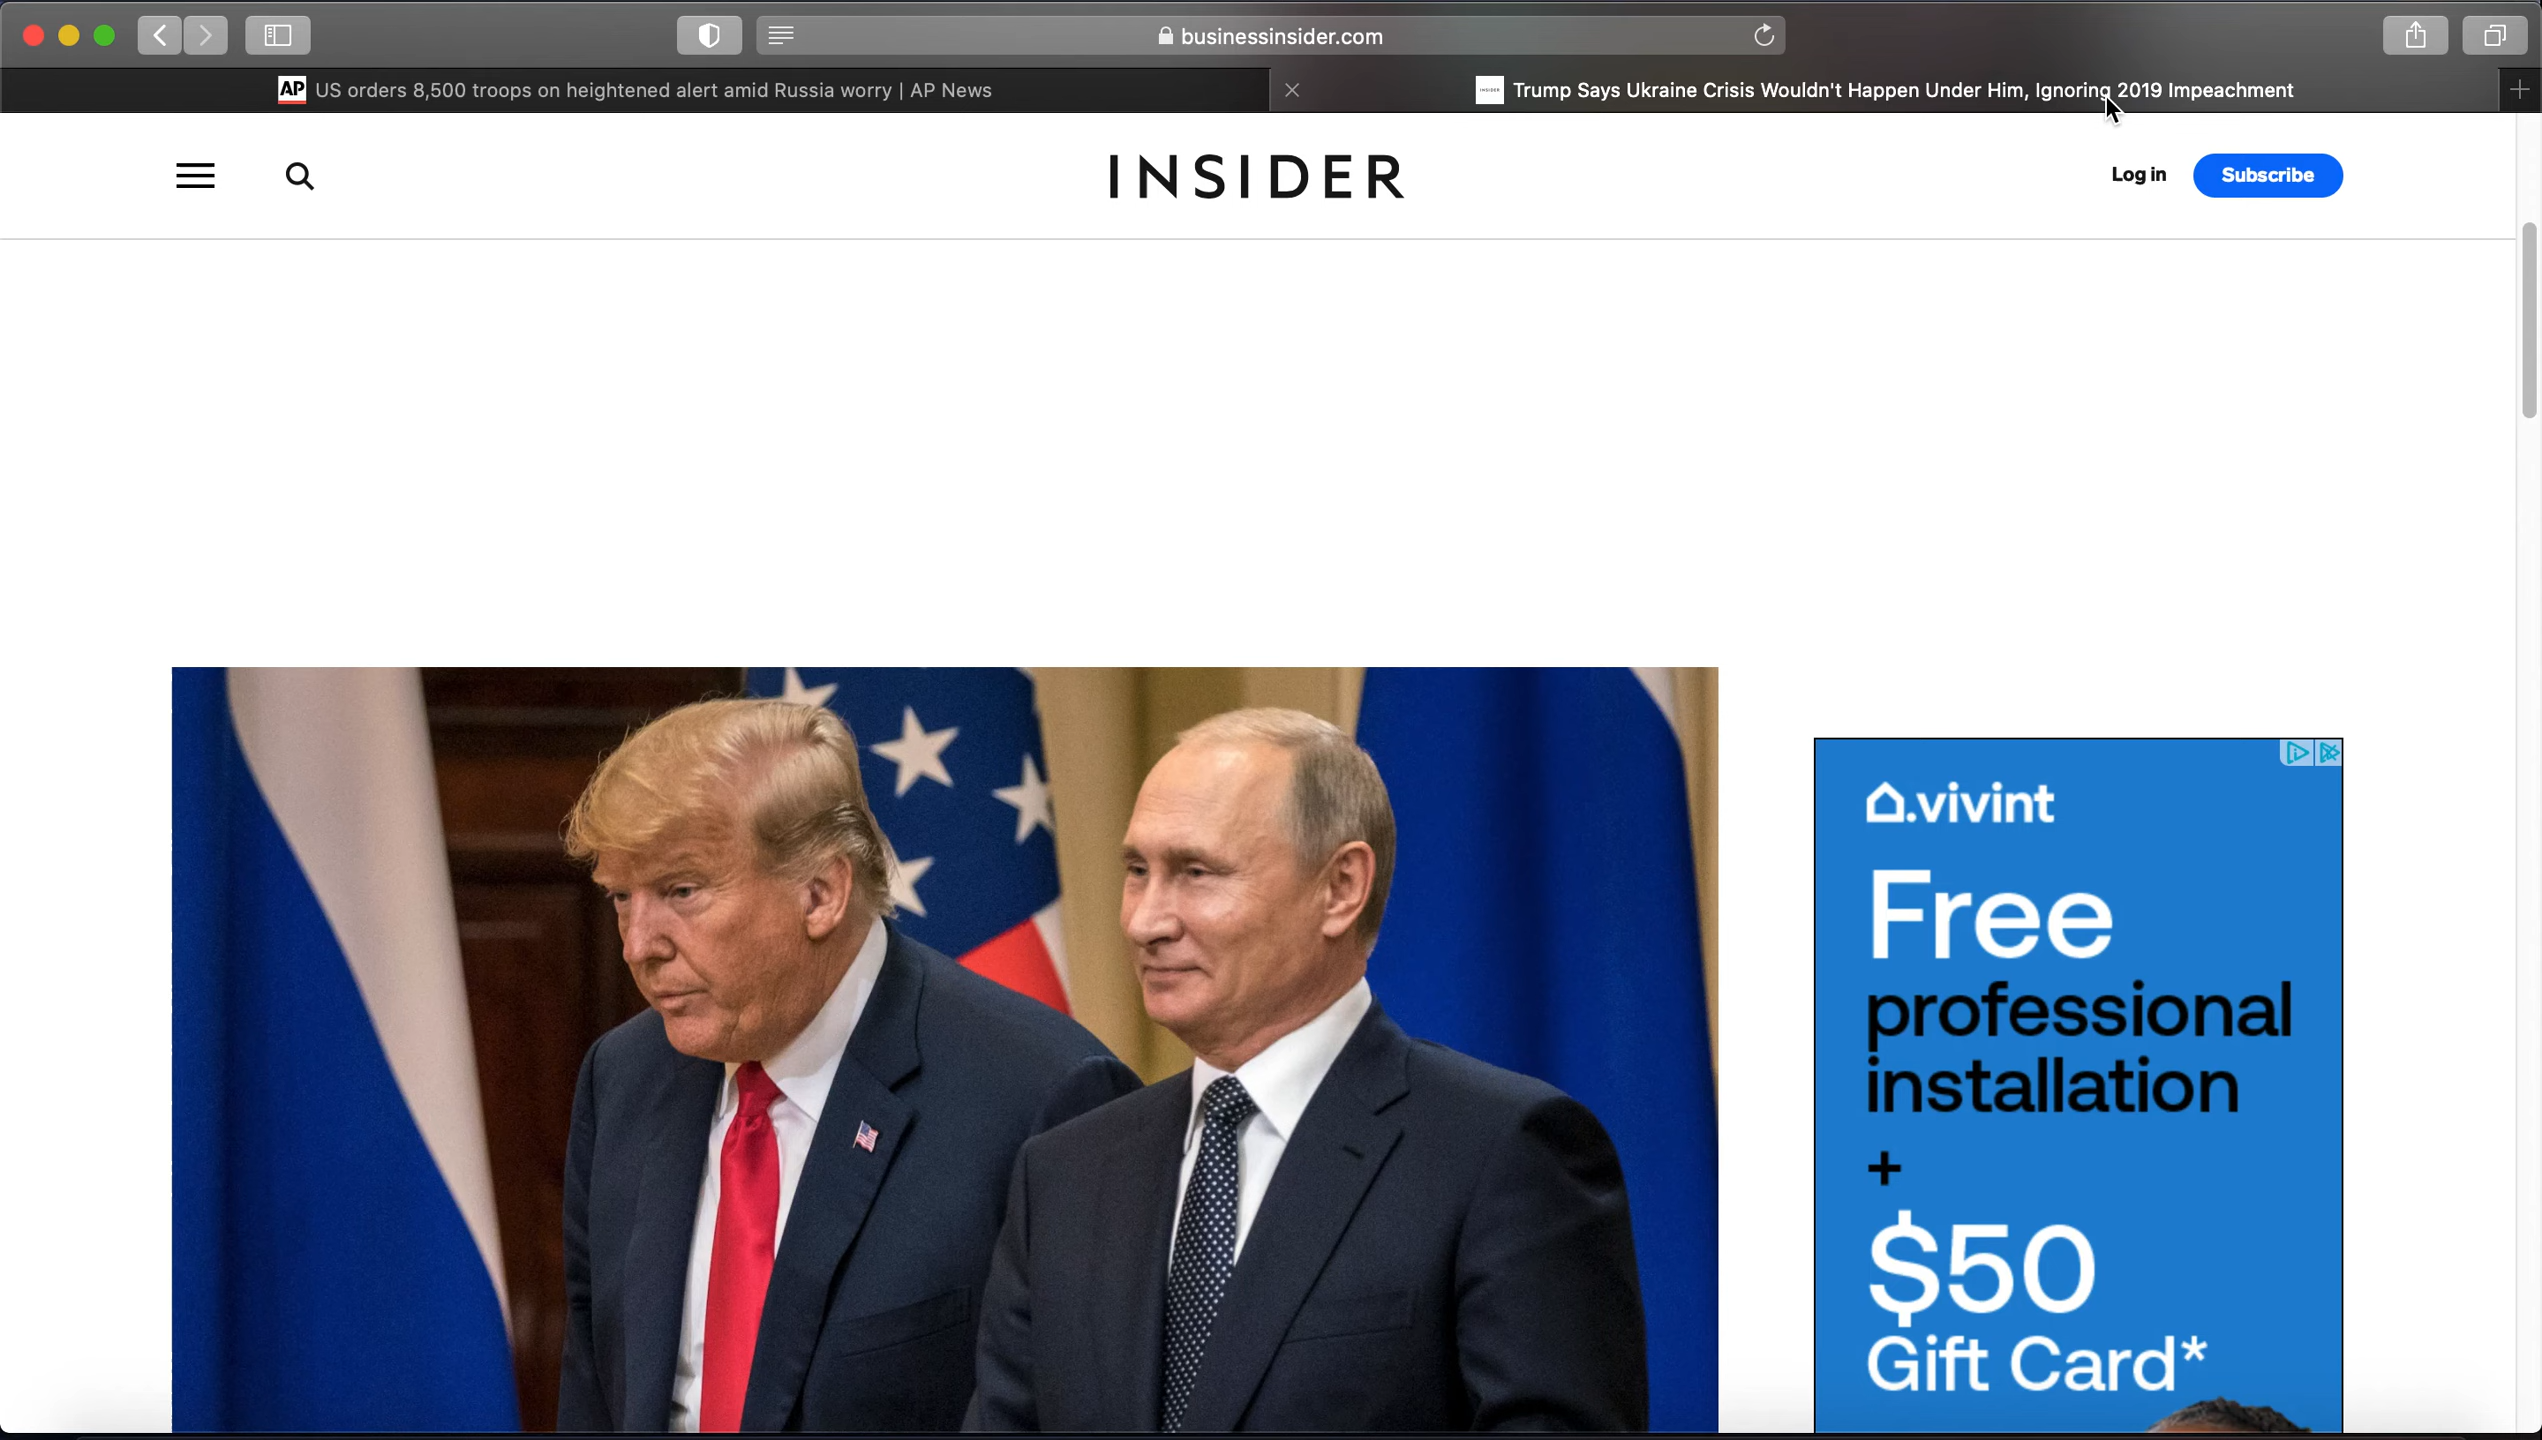 businessinsider.com
AP US orders 8,500 troops on heightened alert amid Russia worry | AP News
INSIDER Trump Says Ukraine Crisis Wouldn't Happen Under Him, Ignoring 2019 Impeachment
INSIDER
Log in
Subscribe
vivint
Free
professional
installation
+
$50
Gift Card*